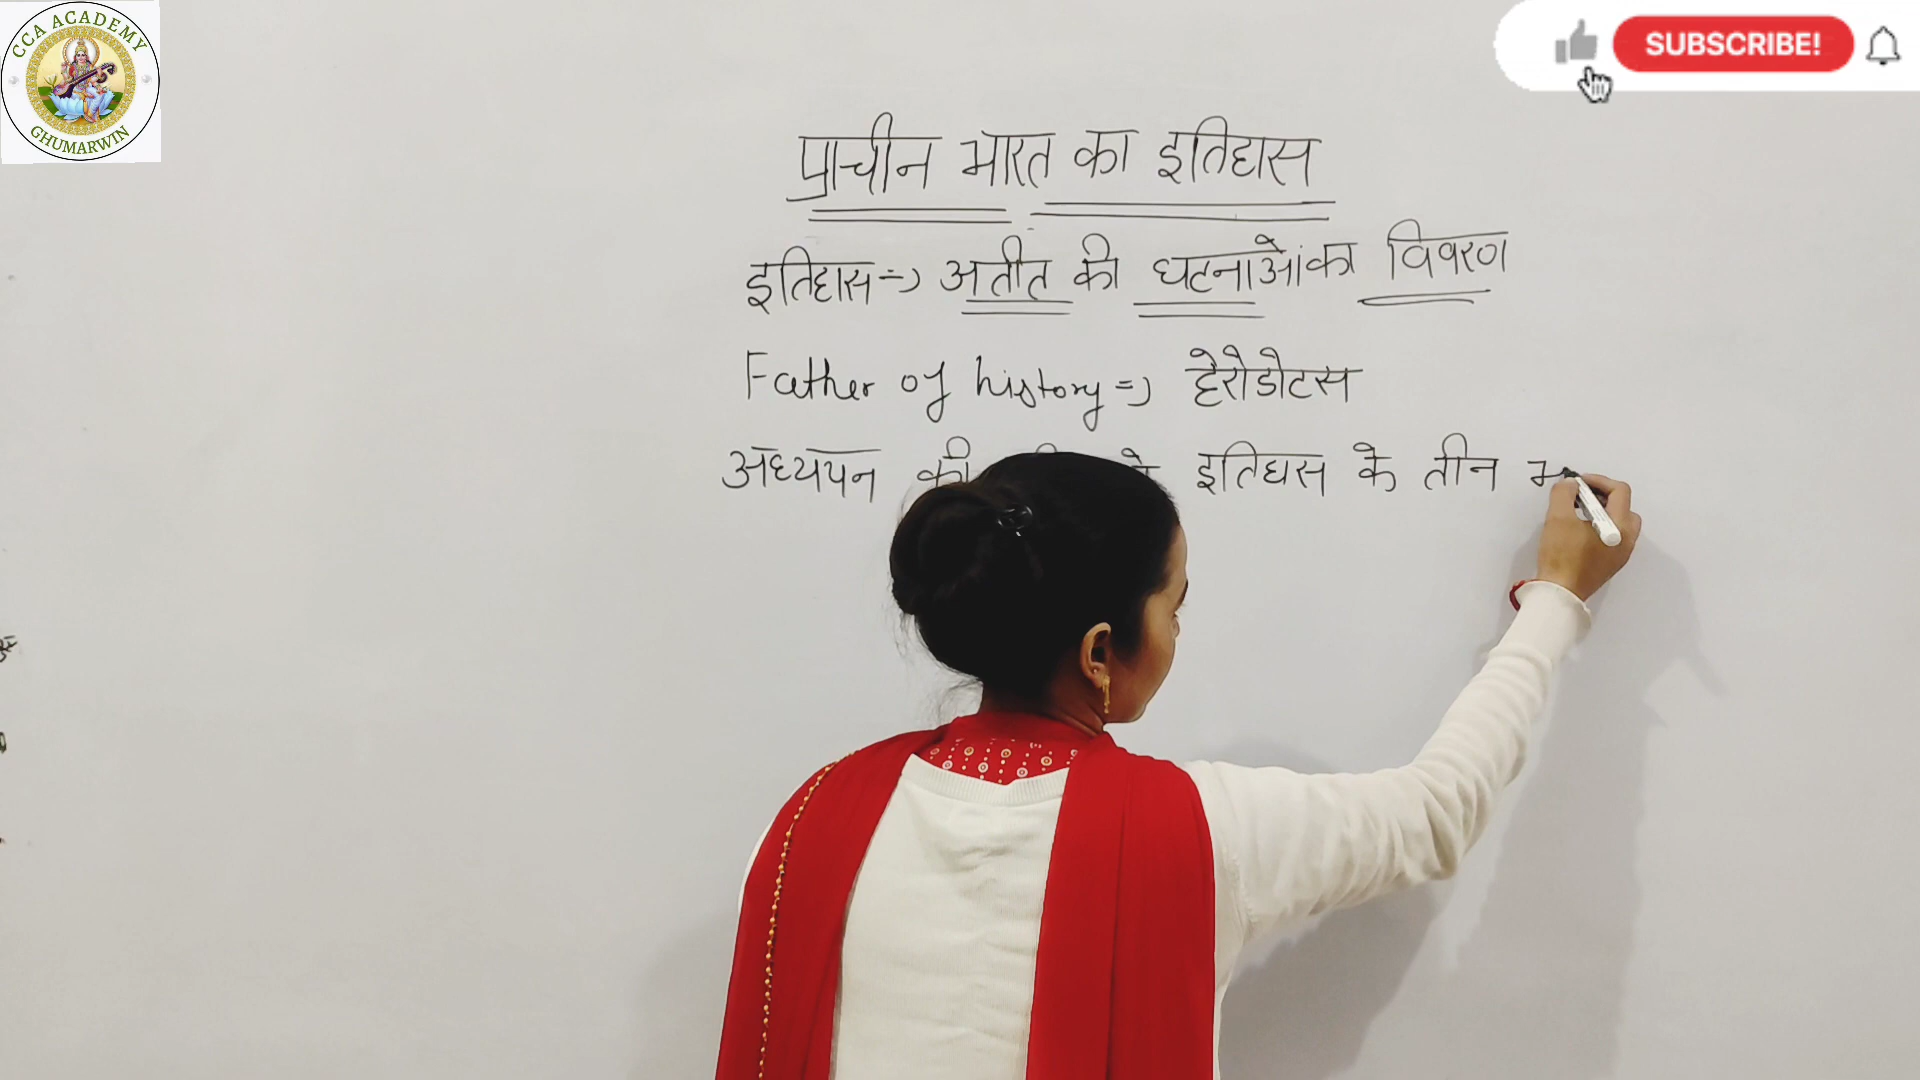 CCA ACADEMY
GHUMARWIN
SUBSCRIBE!
प्राचीन भारत का इतिहास
इतिहास => अतीत की घटनाओं का विवरण
Father of history => हेरोडोटस
अध्ययन की इतिहास के तीन